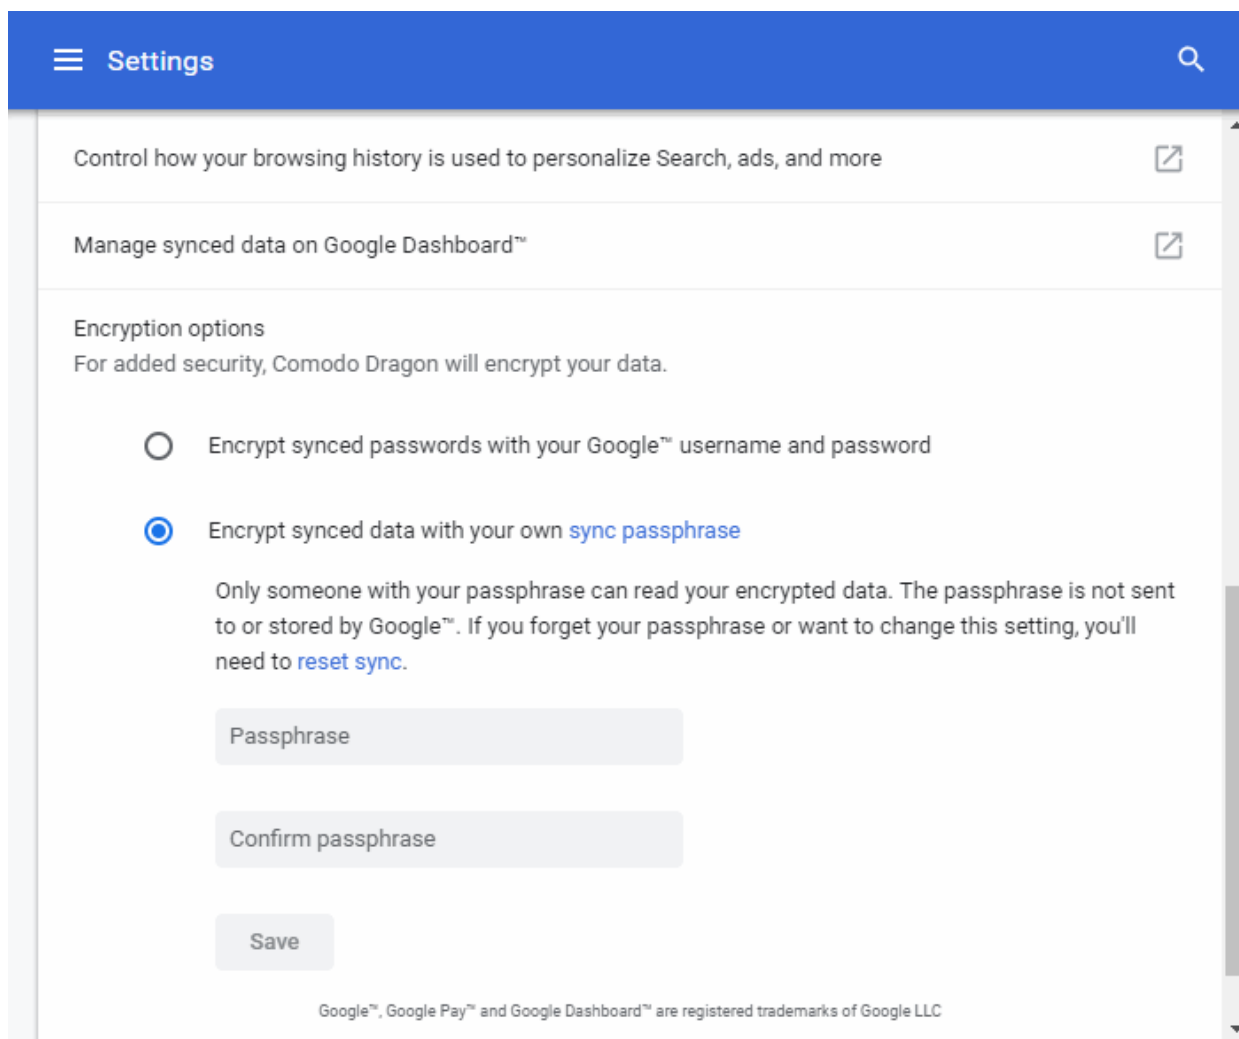 Settings
Control how your browsing history is used to personalize Search, ads, and more
Manage synced data on Google Dashboard™
Encryption options
For added security, Comodo Dragon will encrypt your data.
Encrypt synced passwords with your Google™ username and password
Encrypt synced data with your own sync passphrase
Only someone with your passphrase can read your encrypted data. The passphrase is not sent
to or stored by Google™. If you forget your passphrase or want to change this setting, you'll
need to reset sync.
Passphrase
Confirm passphrase
Save
Google™, Google Pay™ and Google Dashboard™ are registered trademarks of Google LLC